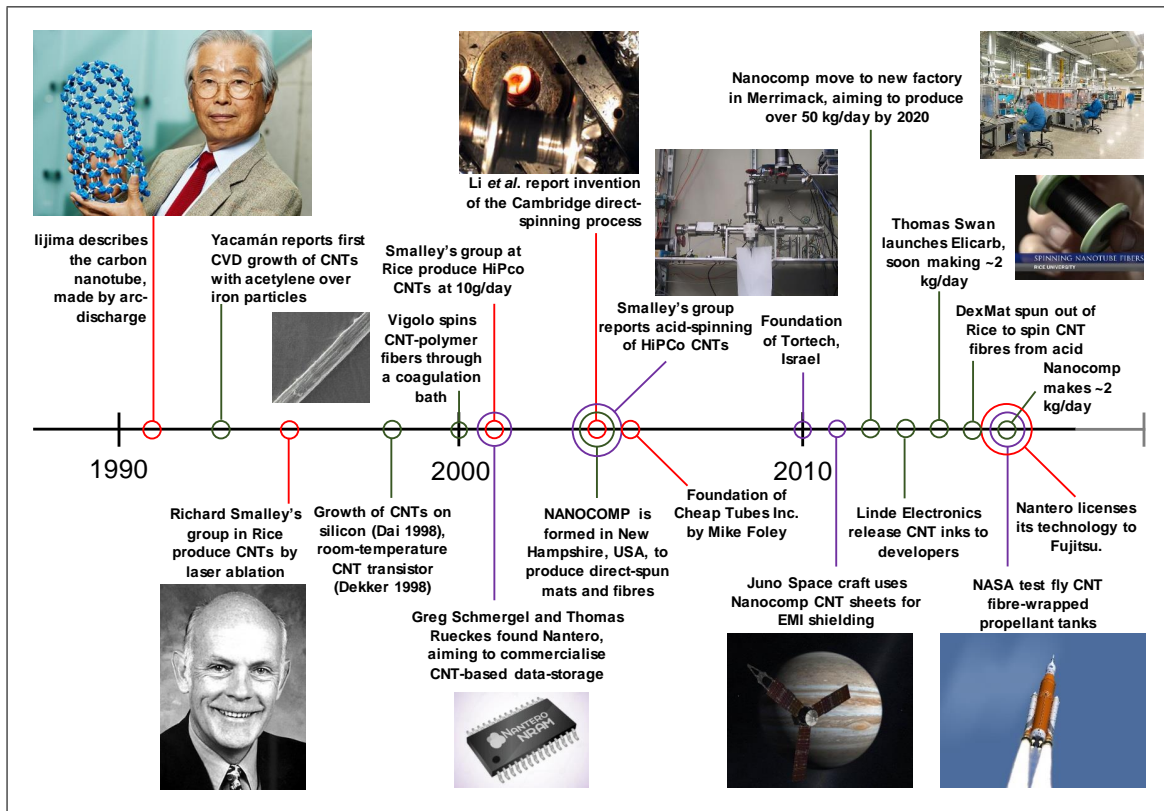 Nanocomp move to new factory
in Merrimack, aiming to produce
over 50 kg/day by 2020
Li et al. report invention
of the Cambridge direct-
spinning process
Iijima describes
the carbon
nanotube,
made by arc-
discharge
Yacamán reports first
CVD growth of CNTs
with acetylene over
iron particles
Smalley’s group at
Rice produce HiPco
CNTs at 10g/day
Vigolo spins
CNT-polymer
fibers through
a coagulation
bath
Smalley’s group
reports acid-spinning
of HiPCo CNTs
Foundation
of Tortech,
Israel
Thomas Swan
launches Elicarb,
soon making ~2
kg/day
SPINNING NANOTUBE FIBERS
RICE UNIVERSITY
DexMat spun out of
Rice to spin CNT
fibres from acid
Nanocomp
makes ~2
kg/day
1990
2000
2010
Richard Smalley’s
group in Rice
produce CNTs by
laser ablation
Growth of CNTs on
silicon (Dai 1998),
room-temperature
CNT transistor
(Dekker 1998)
NANOCOMP is
formed in New
Hampshire, USA, to
produce direct-spun
mats and fibres
Foundation of
Cheap Tubes Inc.
by Mike Foley
Linde Electronics
release CNT inks to
developers
Nantero licenses
its technology to
Fujitsu.
Greg Schmergel and Thomas
Rueckes found Nantero,
aiming to commercialise
CNT-based data-storage
Juno Space craft uses
Nanocomp CNT sheets for
EMI shielding
NASA test fly CNT
fibre-wrapped
propellant tanks
NANTERO
NRAM